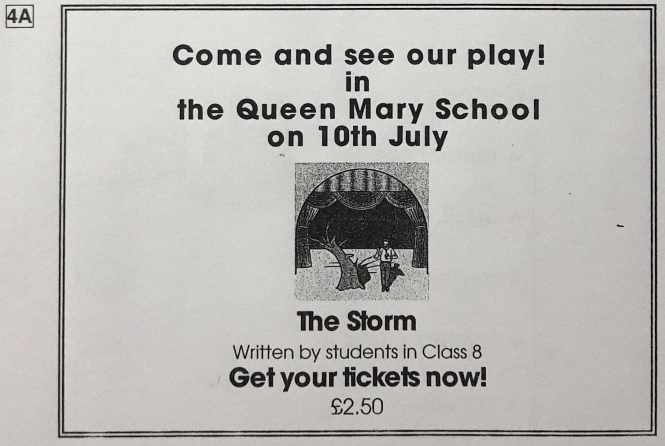 4A
Come and see our play!
in
the Queen Mary School
on 10th July
The Storm
Written by students in Class 8
Get your tickets now!
£2.50